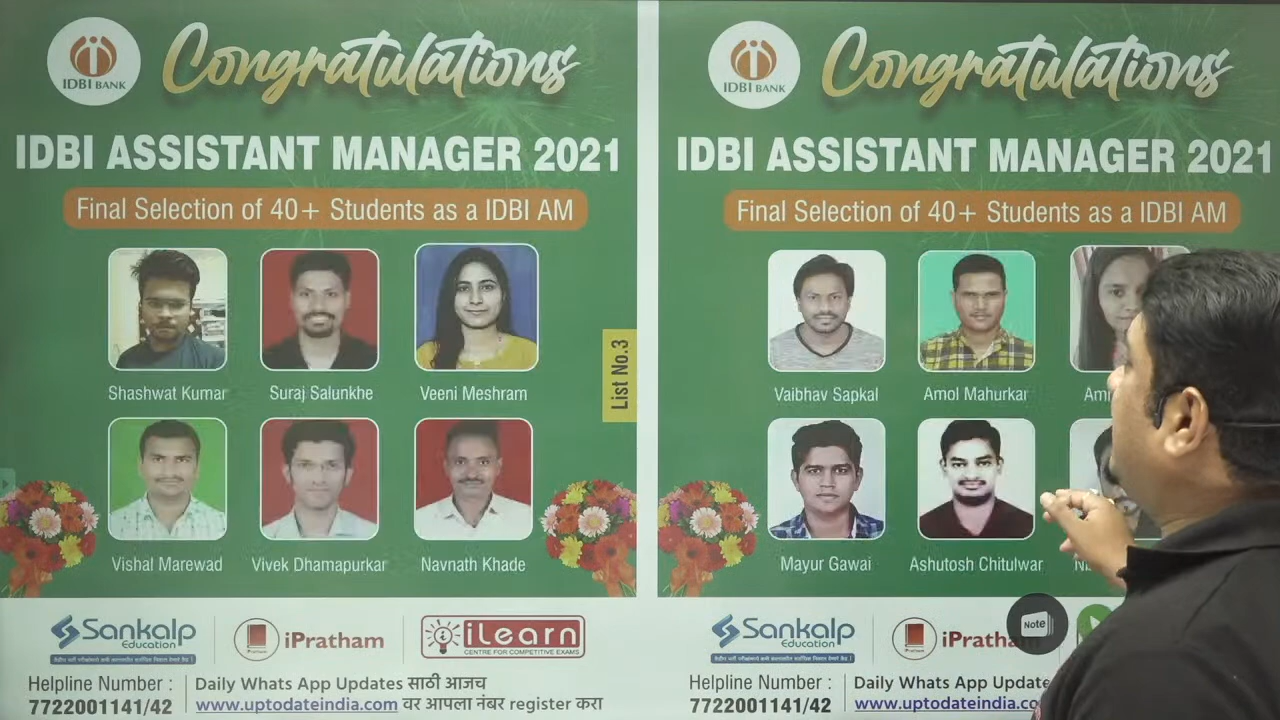 IDBI BANK
Congratulations
IDBI ASSISTANT MANAGER 2021
Final Selection of 40+ Students as a IDBI AM
Shashwat Kumar
Suraj Salunkhe
Veeni Meshram
List No.3
Vishal Marewad
Vivek Dhamapurkar
Navnath Khade
Sankalp
Education
iPratham
iLearn
CENTRE FOR COMPETITIVE EXAMS
Helpline Number :
7722001141/42
Daily Whats App Updates साठी आजच
www.uptodateindia.com वर आपला नंबर register करा
IDBI BANK
Congratulations
IDBI ASSISTANT MANAGER 2021
Final Selection of 40+ Students as a IDBI AM
Vaibhav Sapkal
Amol Mahurkar
Mayur Gawai
Ashutosh Chitulwar
Note
Sankalp
Education
iPratham
Helpline Number :
7722001141/42
Daily Whats App Update
www.uptodateindia.co